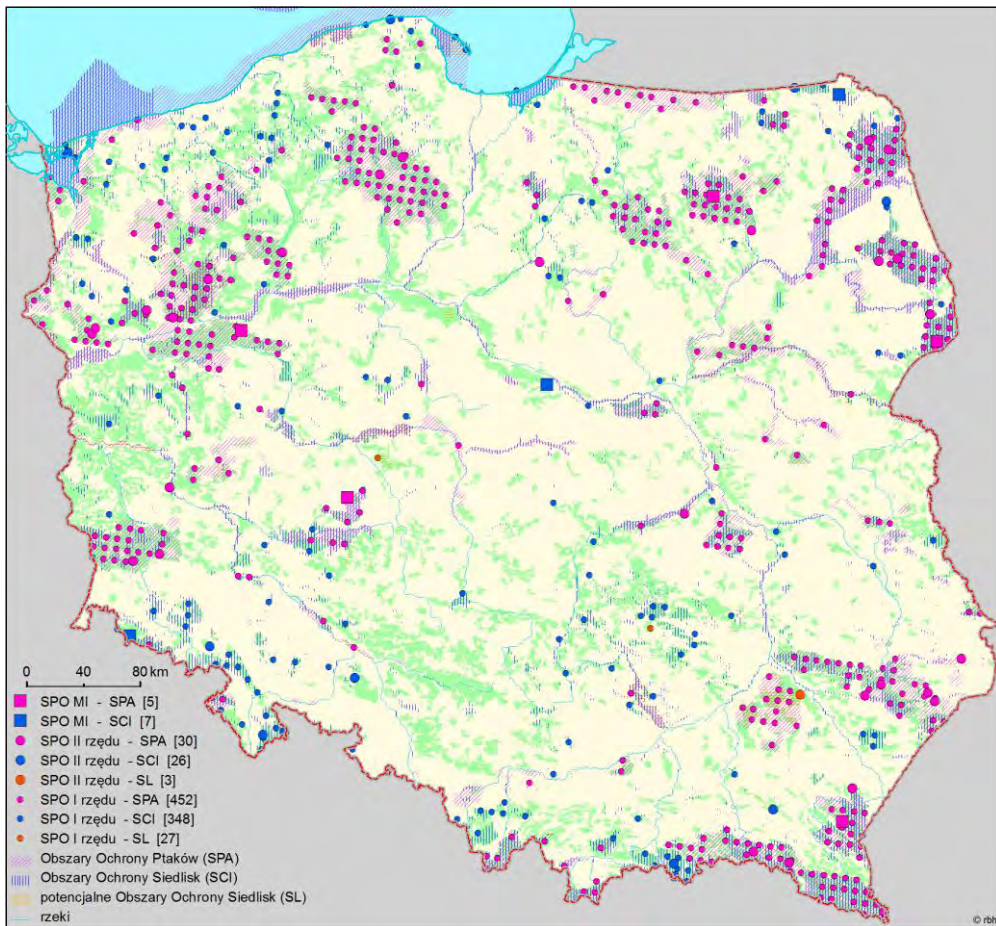 0 40 80 km
SPO MI - SPA [5]
SPO MI - SCI [7]
SPO II rzędu - SPA [30]
SPO II rzędu - SCI [26]
SPO II rzędu - SL [3]
SPO I rzędu - SPA [452]
SPO I rzędu - SCI [348]
SPO I rzędu - SL [27]
Obszary Ochrony Ptaków (SPA)
Obszary Ochrony Siedlisk (SCI)
potencjalne Obszary Ochrony Siedlisk (SL)
rzeki
© rbh